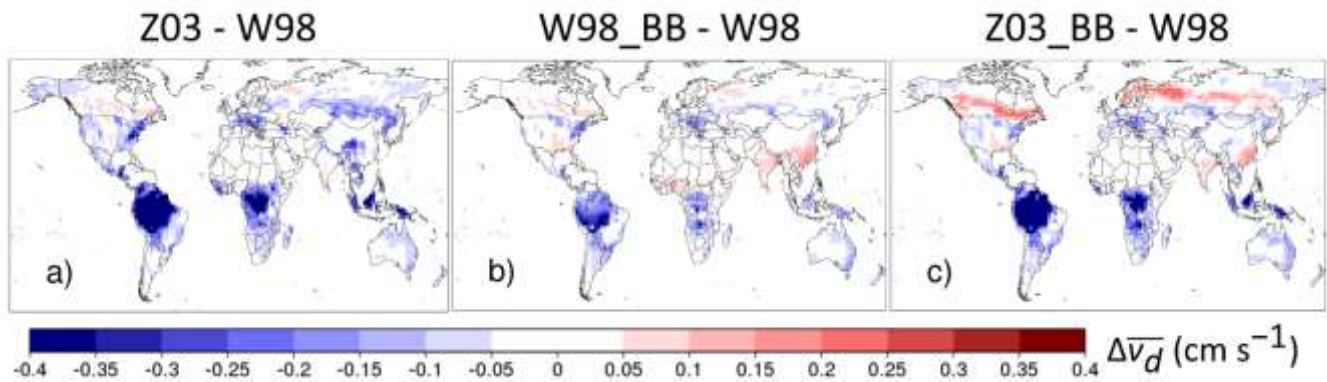 Z03 - W98 W98_BB - W98 Z03_BB - W98
a) b) c)
-0.4 -0.35 -0.3 -0.25 -0.2 -0.15 -0.1 -0.05 0 0.05 0.1 0.15 0.2 0.25 0.3 0.35 0.4 Δv̅_d (cm s⁻¹)